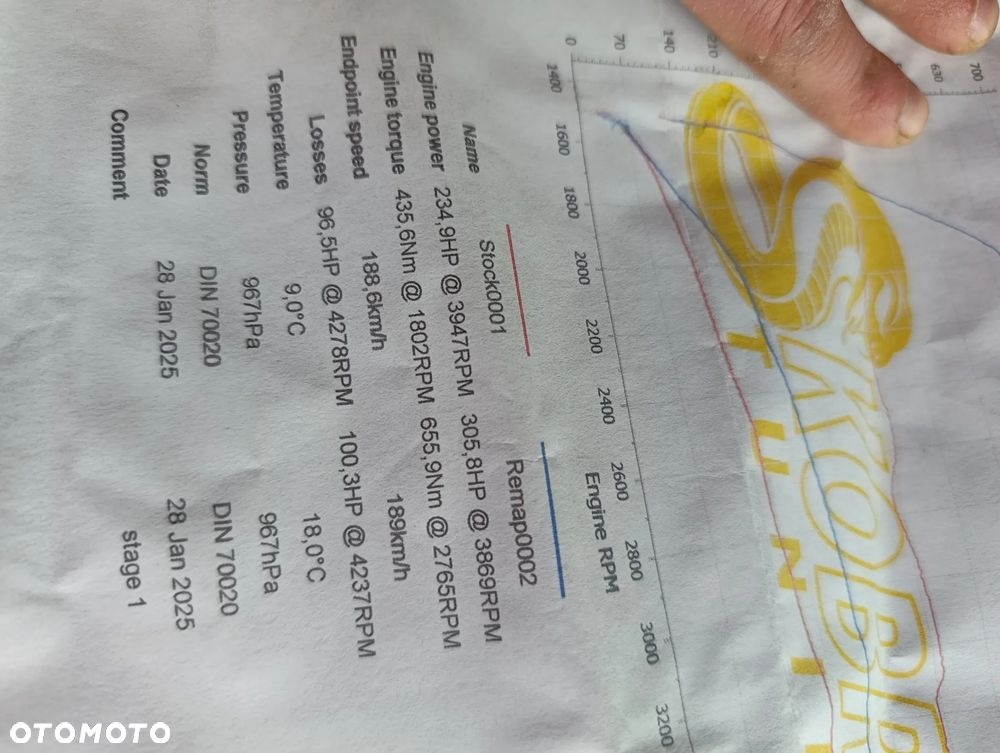 210
140
70
0
630
700
1400
1600
1800
2000
2200
2400
2600
2800
3000
3200
Engine RPM
SKOBR
TUNI
Name Stock0001 Remap0002
Engine power 234,9HP @ 3947RPM 305,8HP @ 3869RPM
Engine torque 435,6Nm @ 1802RPM 655,9Nm @ 2765RPM
Endpoint speed 188,6km/h 189km/h
Losses 96,5HP @ 4278RPM 100,3HP @ 4237RPM
Temperature 9,0°C 18,0°C
Pressure 967hPa 967hPa
Norm DIN 70020 DIN 70020
Date 28 Jan 2025 28 Jan 2025
Comment stage 1
OTOMOTO